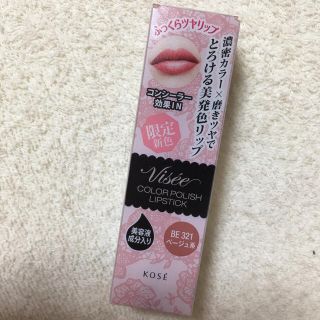 ふっくらツヤリップ
濃密カラー×磨きツヤで
とろける美発色リップ
コンシーラー
効果IN
限定
新色
Visée
COLOR POLISH
LIPSTICK
美容液
成分入り
BE 321
ベージュ系
KOSÉ